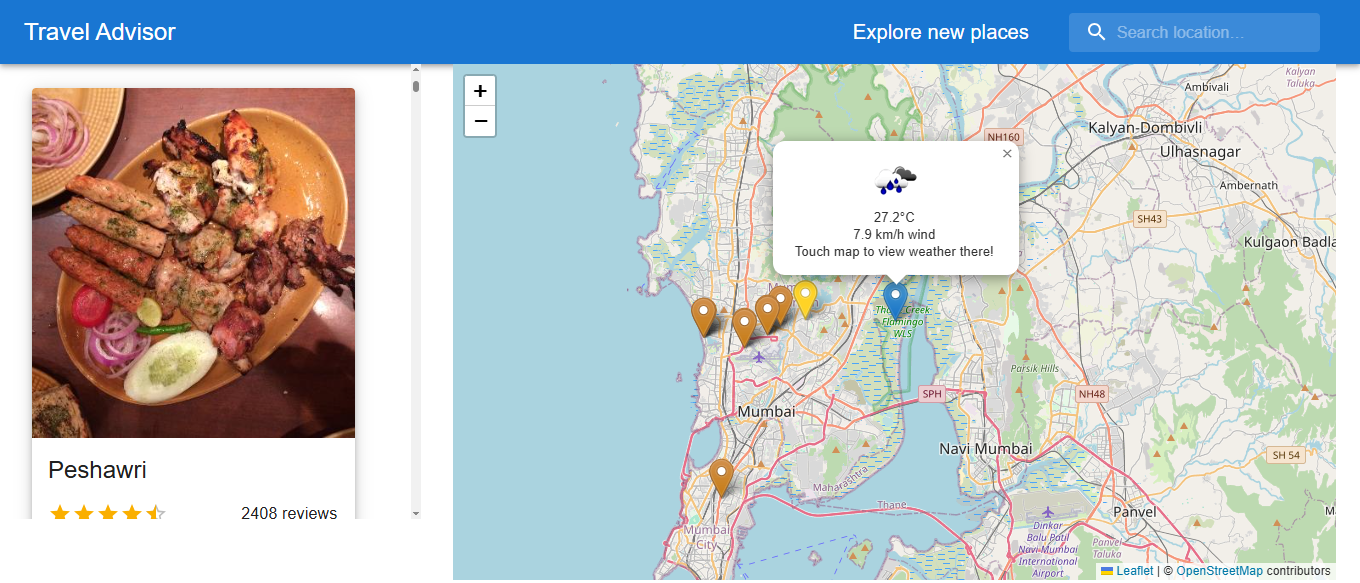 Travel Advisor
Explore new places
Search location…
+
−
Peshawri
2408 reviews
×
27.2°C
7.9 km/h wind
Touch map to view weather there!
Kalyan
Taluka
Ambivali
NH160
Kalyan-Dombivli
Ulhasnagar
Ambernath
SH43
Kulgaon Badla
Creek
Flamingo
WLS
Parsik Hills
SPH
NH48
Mumbai
Navi Mumbai
SH 54
Maharashtra
Thane
Panvel
Mumbai
City
Dinkar
Balu Patil
Navi Mumbai
International
Airport
Panvel
Taluka
Leaflet | © OpenStreetMap contributors